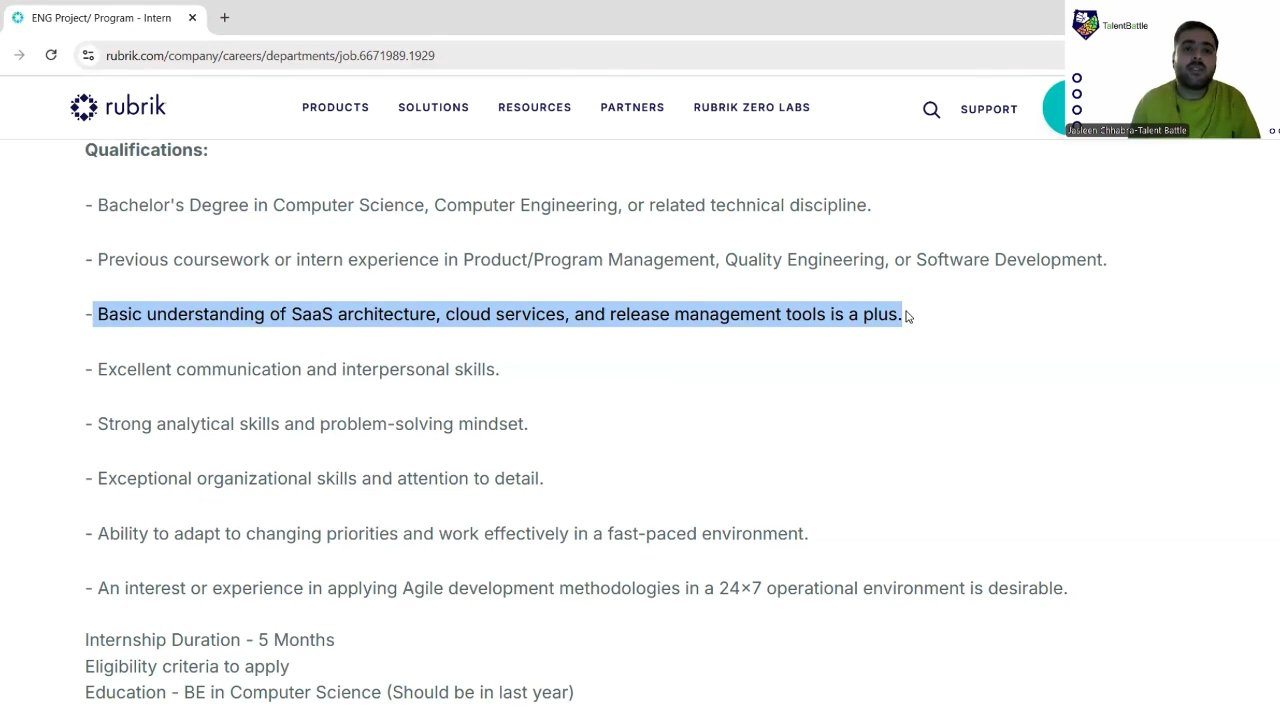 ENG Project/ Program - Intern
rubrik.com/company/careers/departments/job.6671989.1929
TalentBattle
Jasleen Chhabra-Talent Battle
rubrik
PRODUCTS
SOLUTIONS
RESOURCES
PARTNERS
RUBRIK ZERO LABS
SUPPORT
Qualifications:
- Bachelor's Degree in Computer Science, Computer Engineering, or related technical discipline.
- Previous coursework or intern experience in Product/Program Management, Quality Engineering, or Software Development.
- Basic understanding of SaaS architecture, cloud services, and release management tools is a plus.
- Excellent communication and interpersonal skills.
- Strong analytical skills and problem-solving mindset.
- Exceptional organizational skills and attention to detail.
- Ability to adapt to changing priorities and work effectively in a fast-paced environment.
- An interest or experience in applying Agile development methodologies in a 24×7 operational environment is desirable.
Internship Duration - 5 Months
Eligibility criteria to apply
Education - BE in Computer Science (Should be in last year)